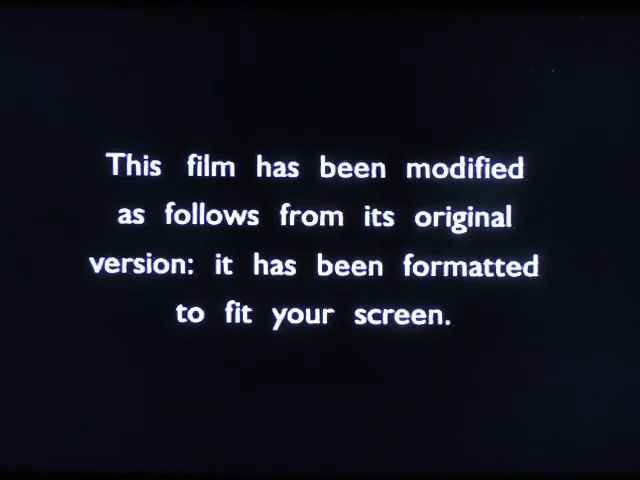 This film has been modified
as follows from its original
version: it has been formatted
to fit your screen.